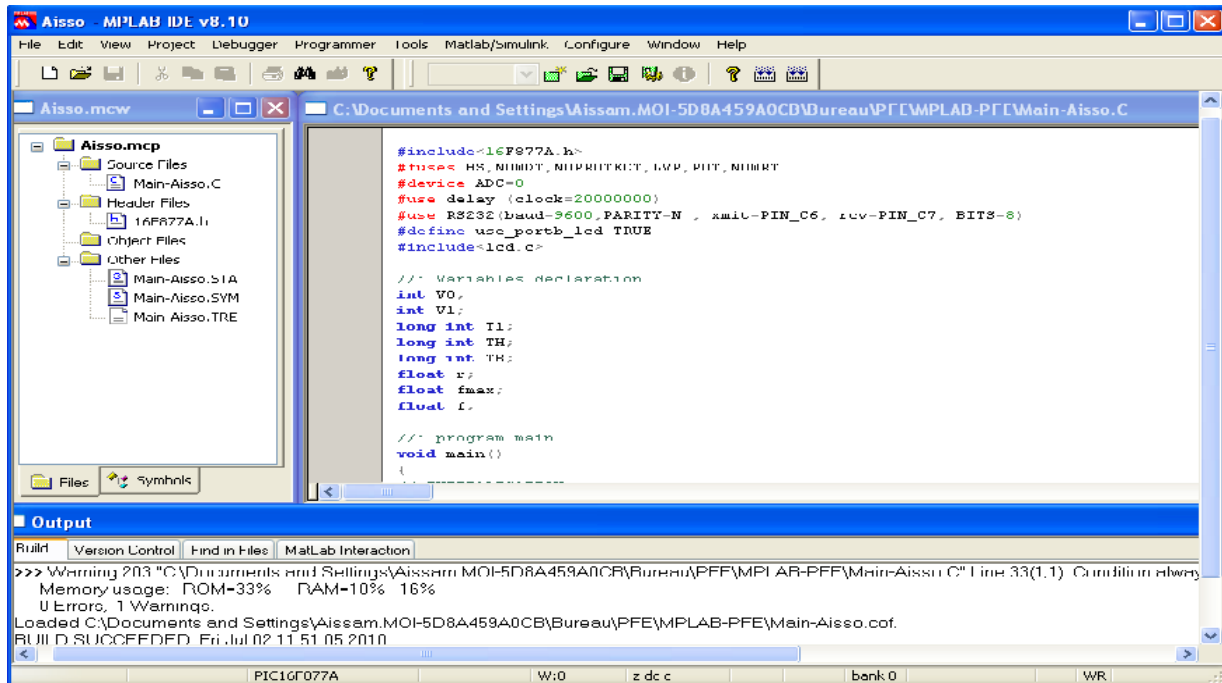 Aisso - MPLAB IDE v8.10
File Edit View Project Debugger Programmer Tools Matlab/Simulink Configure Window Help
Aisso.mcw
Aisso.mcp
Source Files
Main-Aisso.C
Header Files
16F877A.h
Object Files
Other Files
Main-Aisso.STA
Main-Aisso.SYM
Main-Aisso.TRE
Files Symbols
C:\Documents and Settings\Aissam.MOI-5D8A459A0CB\Bureau\PFE\MPLAB-PFE\Main-Aisso.C
#include<16F877A.h>
#fuses HS,NOWDT,NOPROTECT,LVP,PUT,NOWRT
#device ADC=0
#use delay (clock=20000000)
#use RS232(baud=9600,PARITY=N , xmit=PIN_C6, rcv=PIN_C7, BITS=8)
#define use_portb_lcd TRUE
#include<lcd.c>
//: Variables declaration
int V0;
int V1;
long int T1;
long int TH;
long int TB;
float r;
float fmax;
float f;
//: program main
void main()
{
Output
Build Version Control Find in Files MatLab Interaction
>>> Warning 203 "C:\Documents and Settings\Aissam.MOI-5D8A459A0CB\Bureau\PFE\MPLAB-PFE\Main-Aisso.C" Line 33(1,1): Condition alway
Memory usage: ROM=33% RAM=10% - 16%
0 Errors, 1 Warnings.
Loaded C:\Documents and Settings\Aissam.MOI-5D8A459A0CB\Bureau\PFE\MPLAB-PFE\Main-Aisso.cof.
BUILD SUCCEEDED: Fri Jul 02 11:51:05 2010
PIC16F877A W:0 z dc c bank 0 WR